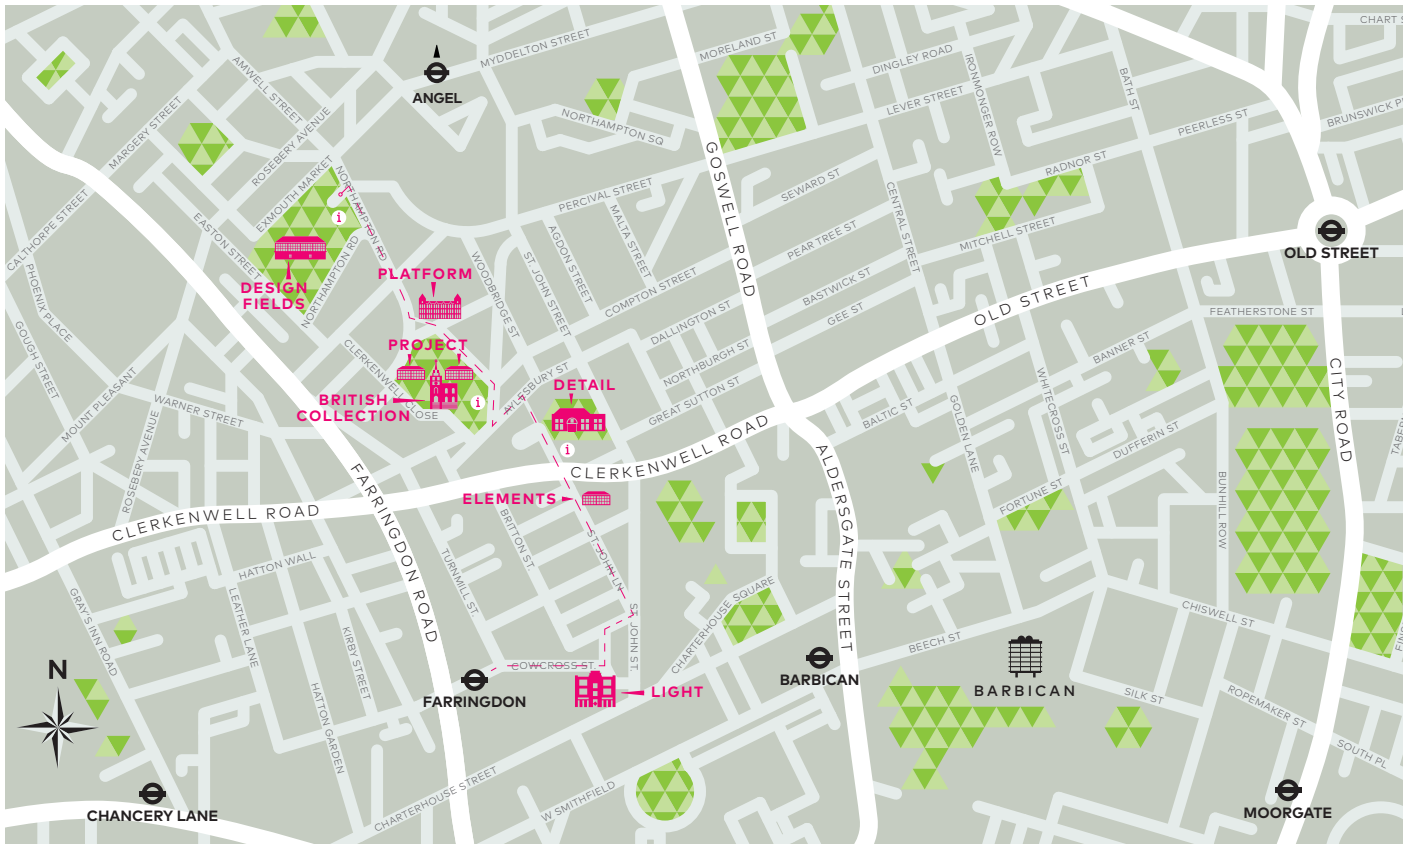 CHART S
MYDDELTON STREET
MORELAND ST
DINGLEY ROAD
IRONMONGER ROW
BATH ST
AMWELL STREET
ANGEL
LEVER STREET
PEERLESS ST
BRUNSWICK P
MARGERY STREET
ROSEBERY AVENUE
NORTHAMPTON SQ
EXMOUTH MARKET
NORTHAMPTON RD
GOSWELL ROAD
RADNOR ST
SEWARD ST
PERCIVAL STREET
CENTRAL STREET
CALTHORPE STREET
EASTON STREET
i
MALTA STREET
AGDON STREET
PEAR TREE ST
MITCHELL STREET
OLD STREET
DESIGN
FIELDS
NORTHAMPTON RD
PLATFORM
WOODBRIDGE ST
ST. JOHN STREET
COMPTON STREET
BASTWICK ST
GEE ST
OLD STREET
PHOENIX PLACE
GOUGH STREET
DALLINGTON ST
FEATHERSTONE ST
PROJECT
CLERKENWELL CLOSE
NORTHBURGH ST
BANNER ST
BRITISH
COLLECTION
i
AYLESBURY ST
DETAIL
GREAT SUTTON ST
WHITECROSS ST
CITY ROAD
MOUNT PLEASANT
WARNER STREET
BALTIC ST
GOLDEN LANE
DUFFERIN ST
TABER
ROSEBERY AVENUE
i
CLERKENWELL ROAD
ALDERSGATE STREET
FARRINGDON ROAD
ELEMENTS
FORTUNE ST
BUNHILL ROW
CLERKENWELL ROAD
BRITTON ST.
ST. JOHN LN
HATTON WALL
TURNMILL ST.
GRAY'S INN ROAD
LEATHER LANE
KIRBY STREET
ST. JOHN ST.
CHARTERHOUSE SQUARE
CHISWELL ST
BEECH ST
FINS
N
COWCROSS ST.
FARRINGDON
LIGHT
BARBICAN
BARBICAN
SILK ST
ROPEMAKER ST
HATTON GARDEN
SOUTH PL
CHARTERHOUSE STREET
W SMITHFIELD
CHANCERY LANE
MOORGATE